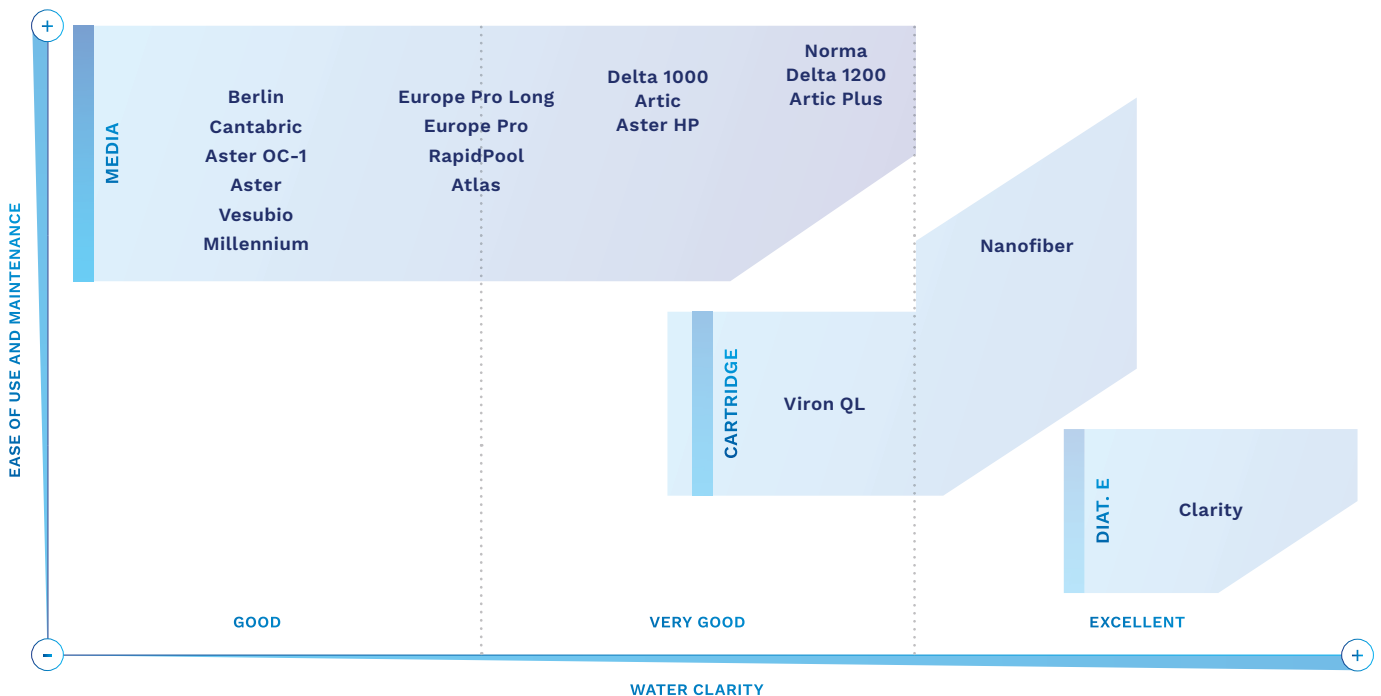 +
MEDIA
Berlin
Cantabric
Aster OC-1
Aster
Vesubio
Millennium
Europe Pro Long
Europe Pro
RapidPool
Atlas
Delta 1000
Artic
Aster HP
Norma
Delta 1200
Artic Plus
Nanofiber
CARTRIDGE
Viron QL
DIAT. E
Clarity
EASE OF USE AND MAINTENANCE
GOOD
VERY GOOD
EXCELLENT
-
+
WATER CLARITY